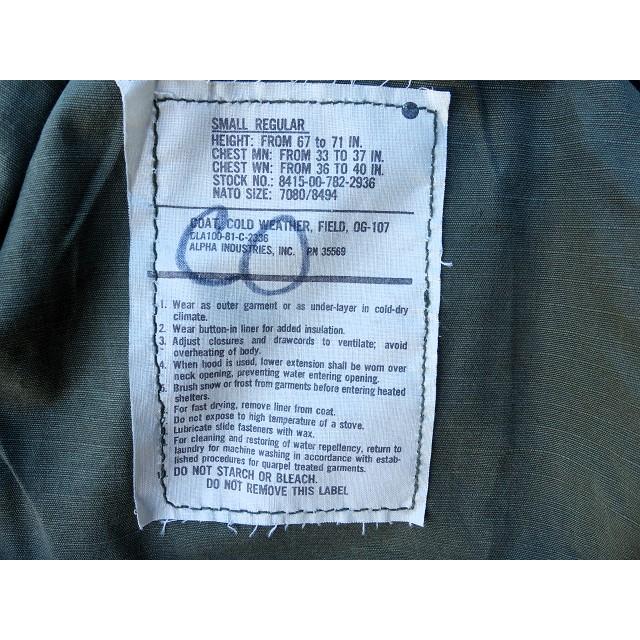 SMALL REGULAR
HEIGHT: FROM 67 to 71 IN.
CHEST MN: FROM 33 TO 37 IN.
CHEST WN: FROM 36 TO 40 IN.
STOCK NO.: 8415-00-782-2936
NATO SIZE: 7080/8494
COAT, COLD WEATHER, FIELD, OG-107
DLA100-81-C-2336
ALPHA INDUSTRIES, INC. PN 35569
1. Wear as outer garment or as under-layer in cold-dry
climate.
2. Wear button-in liner for added insulation.
3. Adjust closures and drawcords to ventilate; avoid
overheating of body.
4. When hood is used, lower extension shall be worn over
neck opening, preventing water entering opening.
Brush snow or frost from garments before entering heated
shelters.
For fast drying, remove liner from coat.
Do not expose to high temperature of a stove.
Lubricate slide fasteners with wax.
For cleaning and restoring of water repellency, return to
laundry for machine washing in accordance with estab-
lished procedures for quarpel treated garments.
DO NOT STARCH OR BLEACH.
DO NOT REMOVE THIS LABEL